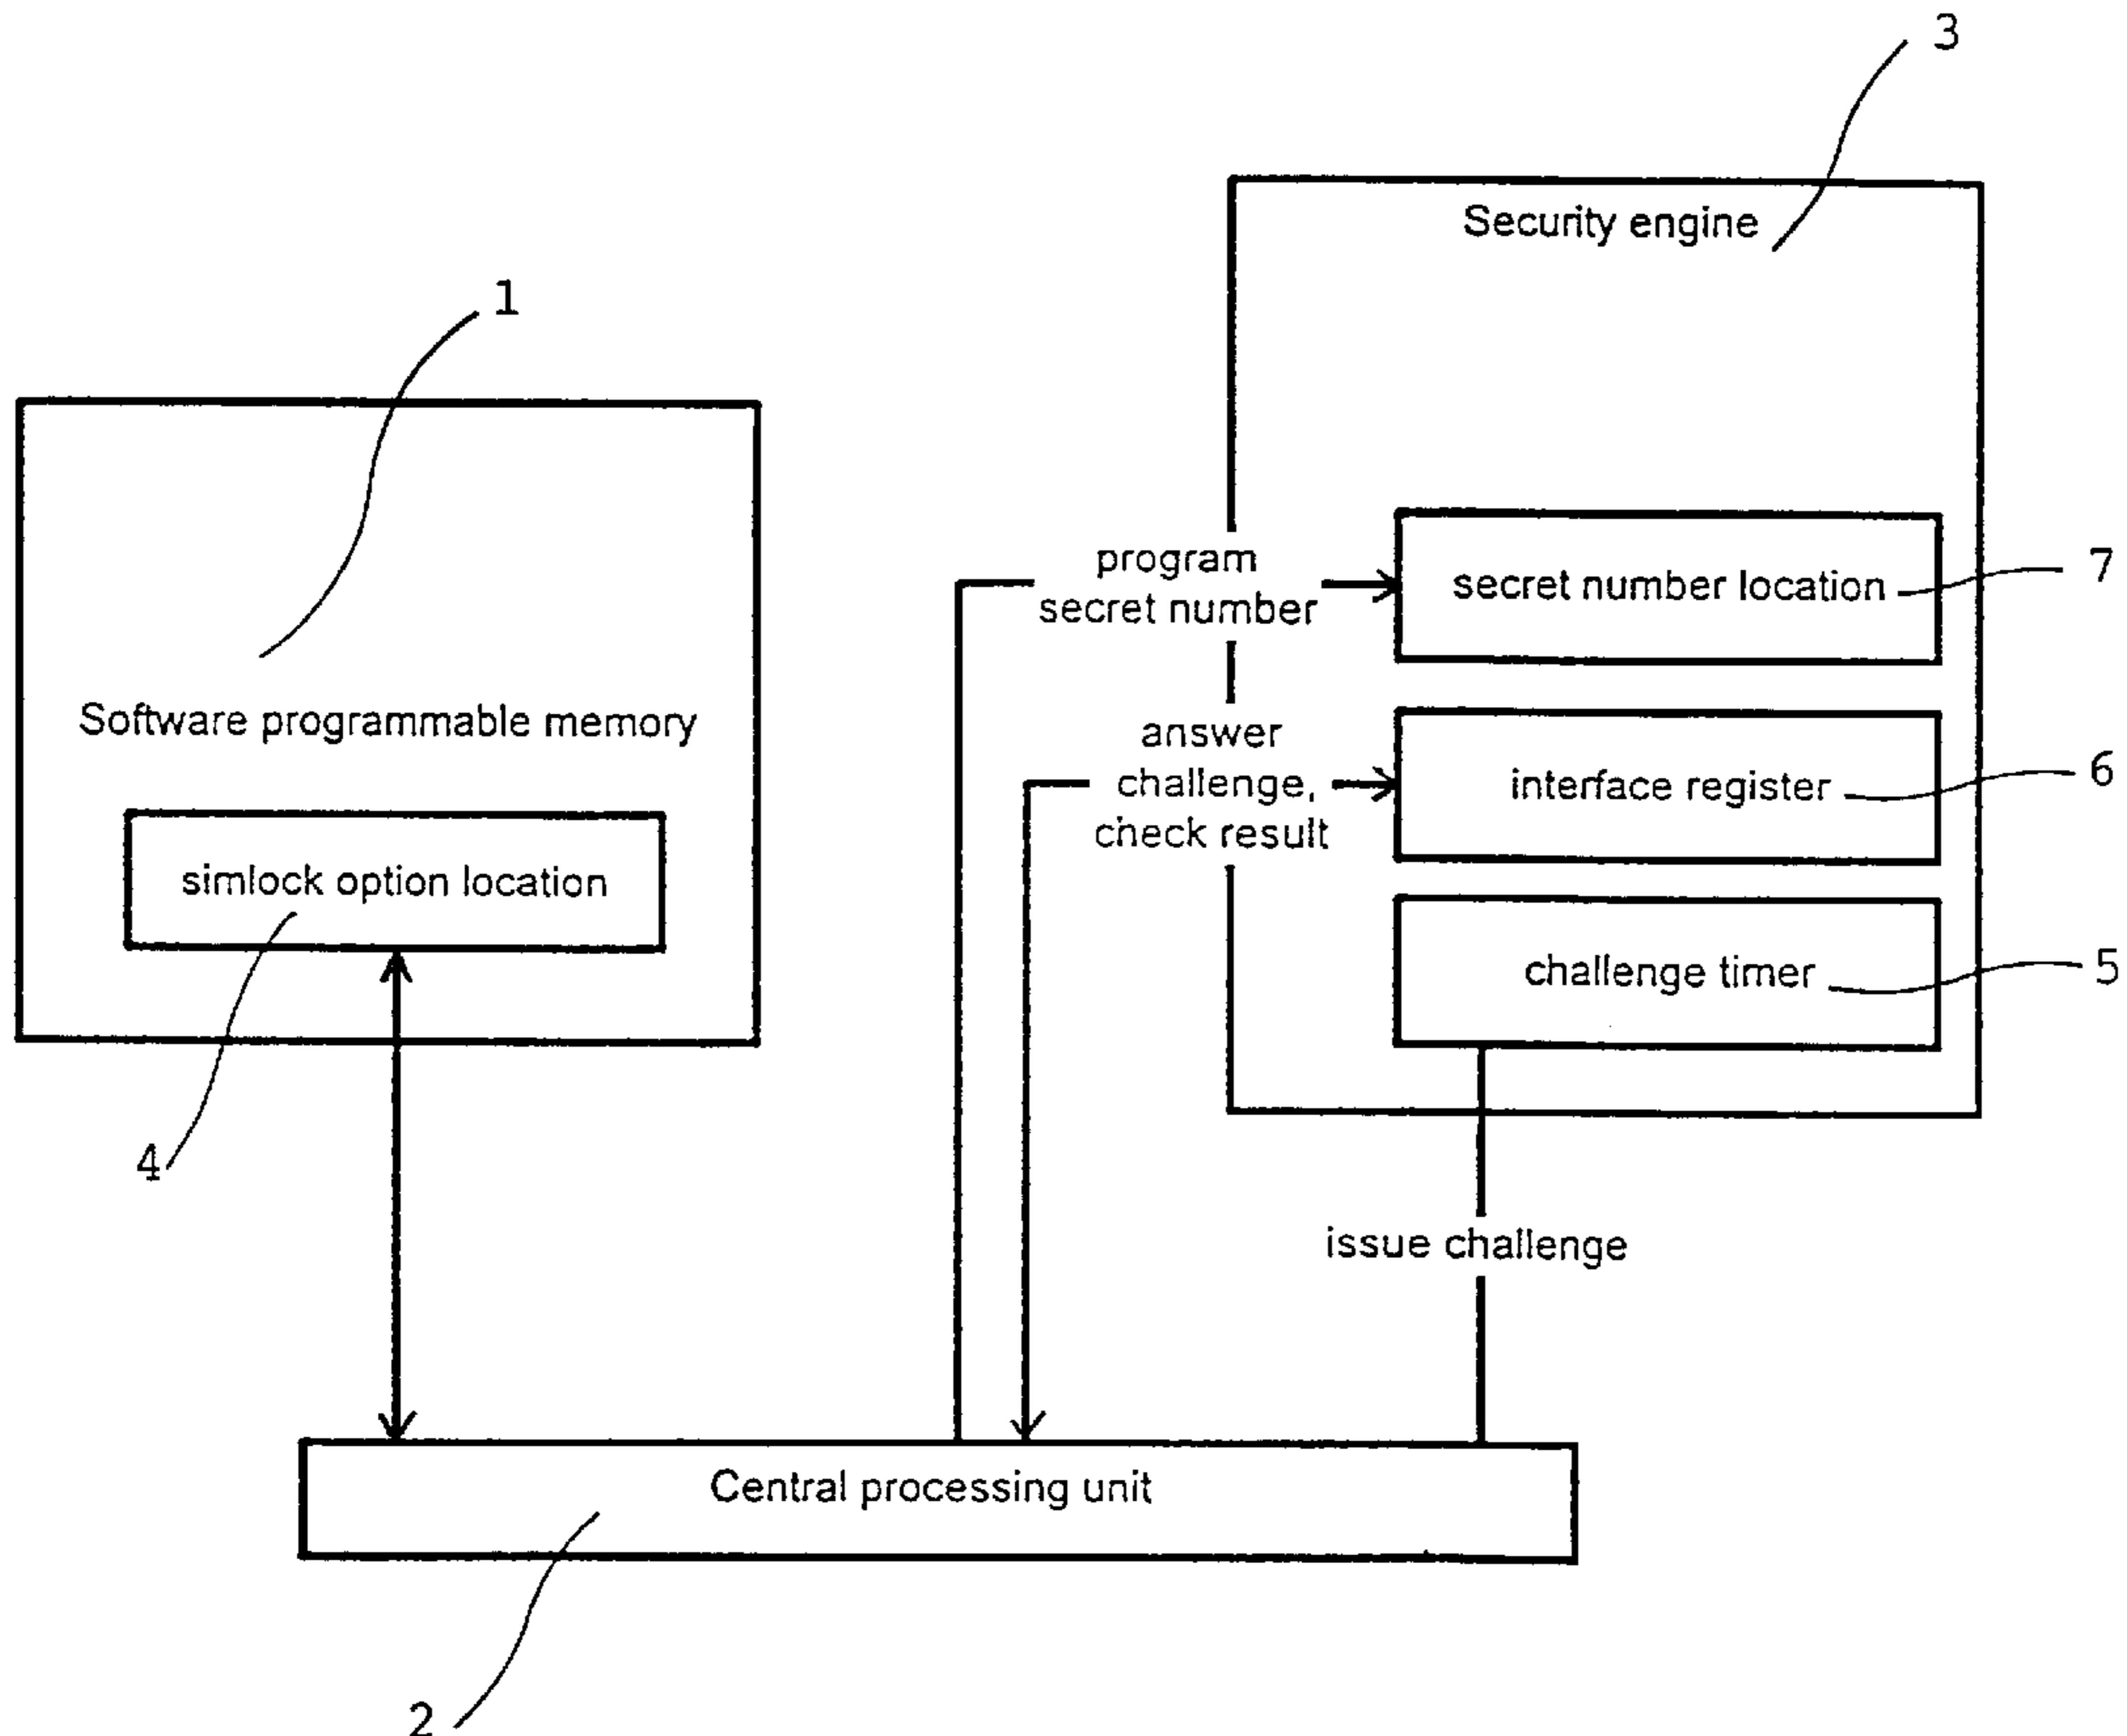 3
Security engine
1
program
secret number
secret number location
7
Software programmable memory
answer
challenge,
check result
interface register
6
simlock option location
challenge timer
5
4
issue challenge
Central processing unit
2